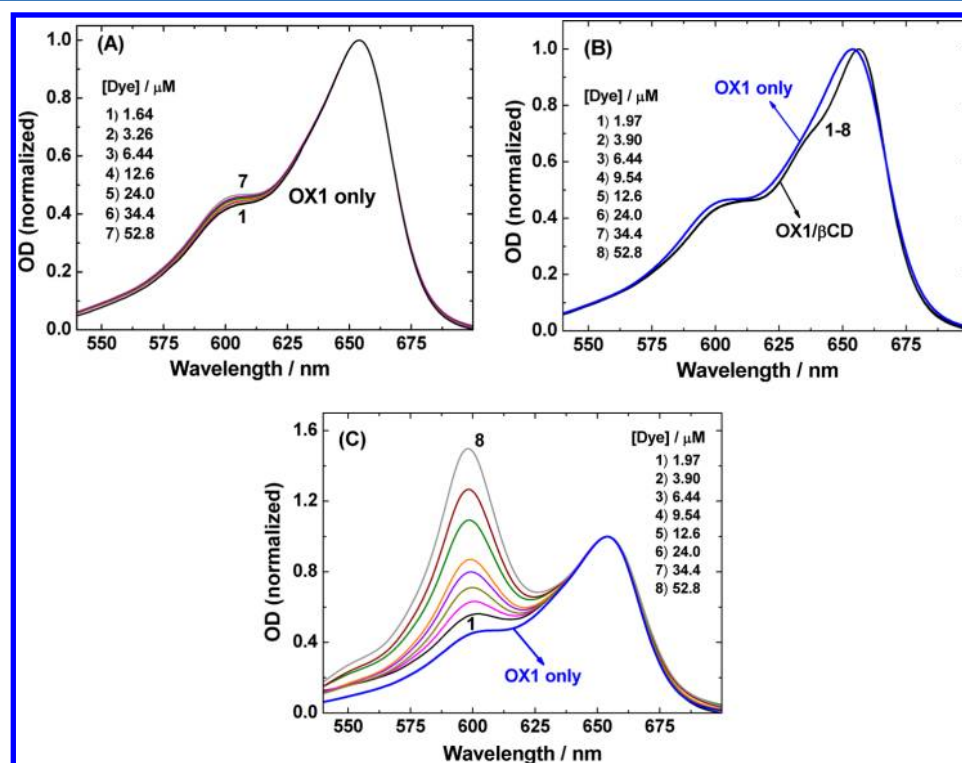 (A)
[Dye] / μM
1) 1.64
2) 3.26
3) 6.44
4) 12.6
5) 24.0
6) 34.4
7) 52.8
7
1
OX1 only
OD (normalized)
1.0
0.8
0.6
0.4
0.2
0.0
550 575 600 625 650 675
Wavelength / nm
(B)
[Dye] / μM
1) 1.97
2) 3.90
3) 6.44
4) 9.54
5) 12.6
6) 24.0
7) 34.4
8) 52.8
OX1 only
1-8
OX1/βCD
OD (normalized)
1.0
0.8
0.6
0.4
0.2
0.0
550 575 600 625 650 675
Wavelength / nm
(C)
8
1
OX1 only
[Dye] / μM
1) 1.97
2) 3.90
3) 6.44
4) 9.54
5) 12.6
6) 24.0
7) 34.4
8) 52.8
OD (normalized)
1.6
1.2
0.8
0.4
0.0
550 575 600 625 650 675
Wavelength / nm